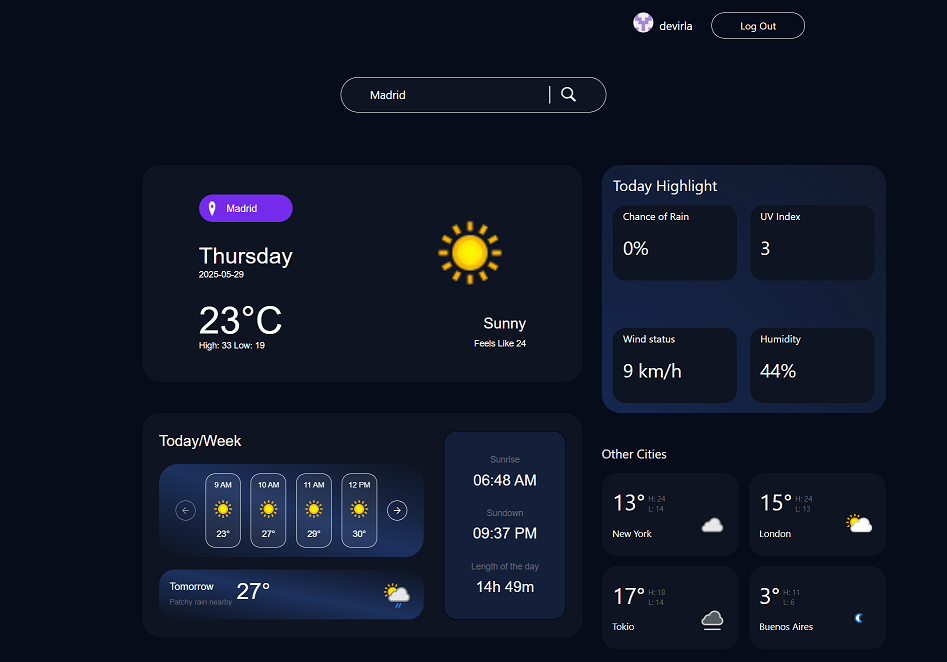 devirla
Log Out
Madrid
Madrid
Thursday
2025-05-29
23°C
High: 33 Low: 19
Sunny
Feels Like 24
Today Highlight
Chance of Rain
0%
UV Index
3
Wind status
9 km/h
Humidity
44%
Today/Week
9 AM
23°
10 AM
27°
11 AM
29°
12 PM
30°
Tomorrow
Patchy rain nearby
27°
Sunrise
06:48 AM
Sundown
09:37 PM
Length of the day
14h 49m
Other Cities
13°
H: 24
L: 14
New York
15°
H: 24
L: 13
London
17°
H: 18
L: 14
Tokio
3°
H: 11
L: 6
Buenos Aires